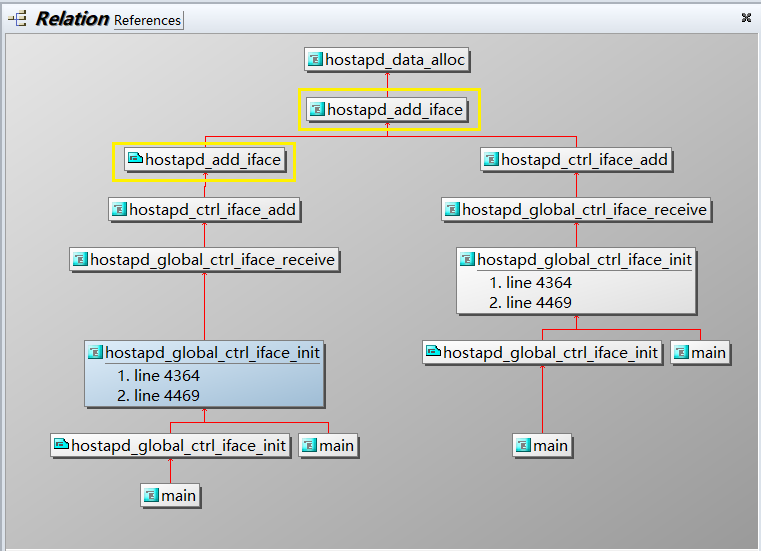 Relation References
hostapd_data_alloc
hostapd_add_iface
hostapd_add_iface
hostapd_ctrl_iface_add
hostapd_ctrl_iface_add
hostapd_global_ctrl_iface_receive
hostapd_global_ctrl_iface_receive
hostapd_global_ctrl_iface_init
1. line 4364
2. line 4469
hostapd_global_ctrl_iface_init
1. line 4364
2. line 4469
hostapd_global_ctrl_iface_init
main
hostapd_global_ctrl_iface_init
main
main
main